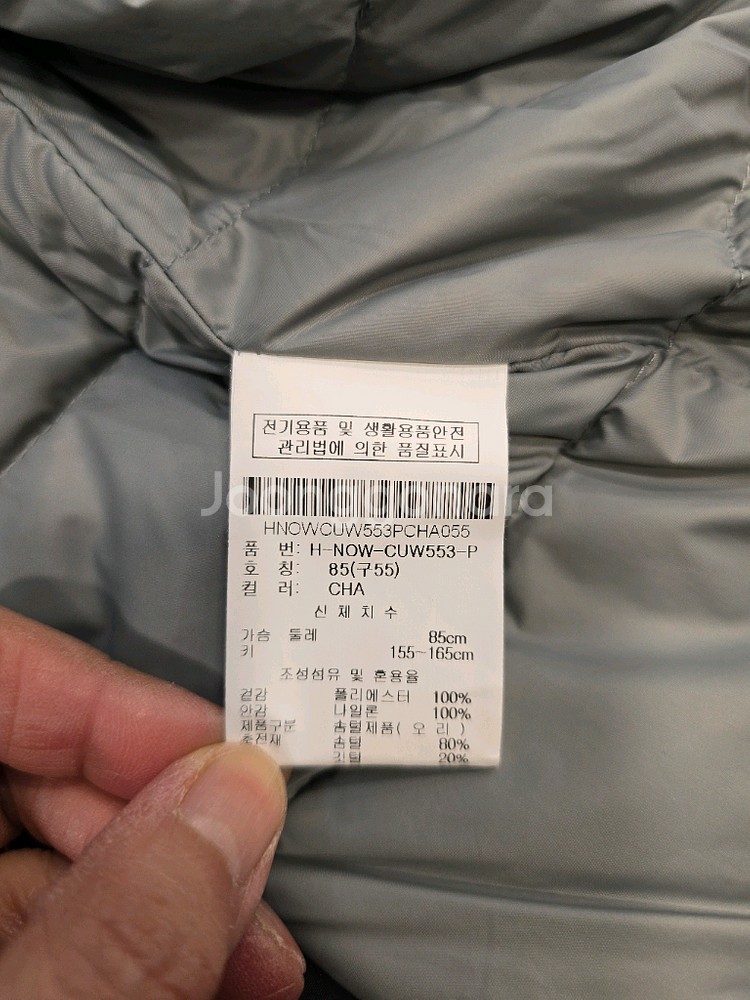 전기용품 및 생활용품안전
관리법에 의한 품질표시
Joonggonara
HNOWCUW553PCHA055
품 번: H-NOW-CUW553-P
호 칭: 85(구55)
컬 러: CHA
신 체 치 수
가슴 둘레 85cm
키 155~165cm
조성섬유 및 혼용율
겉감 폴리에스터 100%
안감 나일론 100%
제품구분 솜털제품( 오 리 )
충전재 솜털 80%
깃털 20%